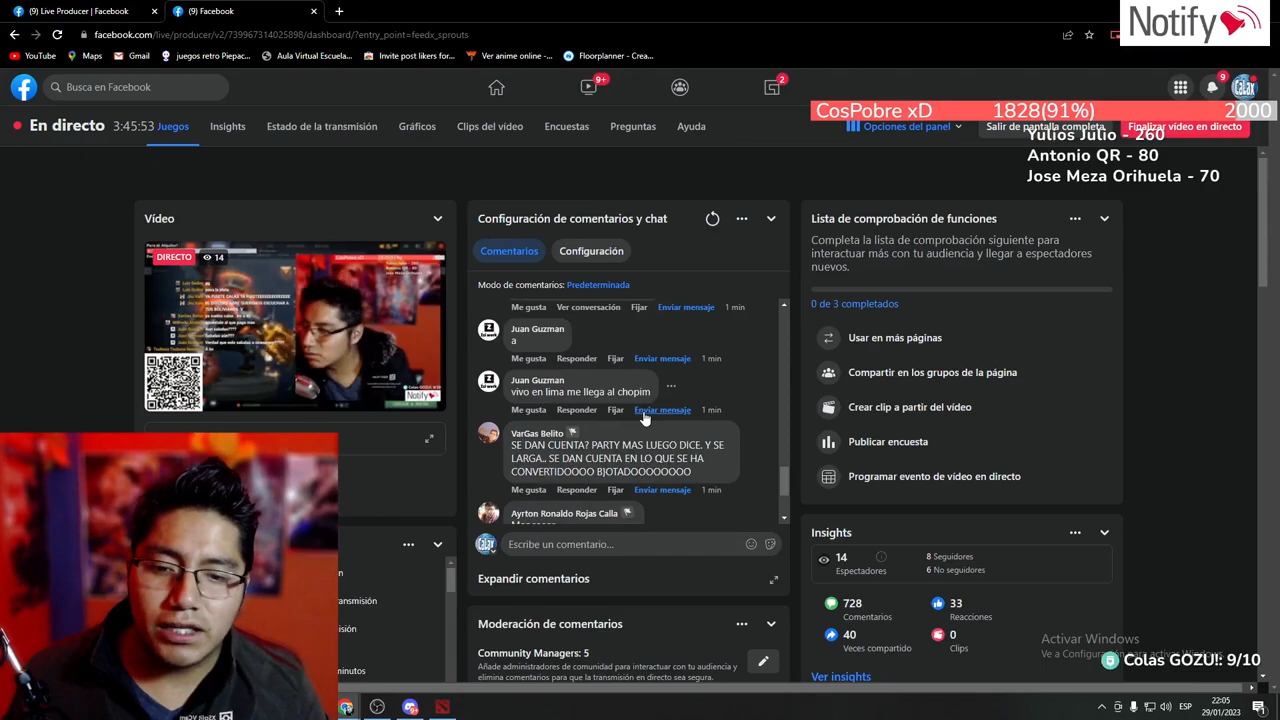 (9) Live Producer | Facebook
(9) Facebook
Notify
facebook.com/live/producer/v2/739967314025898/dashboard/?entry_point=feedx_sprouts
YouTube
Maps
Gmail
juegos retro Piepac...
Aula Virtual Escuela...
Invite post likers for...
Ver anime online -...
Floorplanner - Crea...
Busca en Facebook
9+
2
9
CALAX
CosPobre xD 1828(91%) 2000
En directo
3:45:53
Juegos
Insights
Estado de la transmisión
Gráficos
Clips del vídeo
Encuestas
Preguntas
Ayuda
Opciones del panel
Salir de pantalla completa
Finalizar vídeo en directo
Yulios Julio - 260
Antonio QR - 80
Jose Meza Orihuela - 70
Vídeo
DIRECTO
14
Notify
Configuración de comentarios y chat
Comentarios
Configuración
Modo de comentarios: Predeterminada
Me gusta Ver conversación Fijar Enviar mensaje 1 min
Juan Guzman
a
Me gusta Responder Fijar Enviar mensaje 1 min
Juan Guzman
vivo en lima me llega al chopim
Me gusta Responder Fijar Enviar mensaje 1 min
VarGas Belito
SE DAN CUENTA? PARTY MAS LUEGO DICE. Y SE
LARGA.. SE DAN CUENTA EN LO QUE SE HA
CONVERTIDOOOO BJOTADOOOOOOOO
Me gusta Responder Fijar Enviar mensaje 1 min
Ayrton Ronaldo Rojas Calla
Escribe un comentario...
Expandir comentarios
Moderación de comentarios
Community Managers: 5
Añade administradores de comunidad para interactuar con tu audiencia y
elimina comentarios para que la transmisión en directo sea segura.
Lista de comprobación de funciones
Completa la lista de comprobación siguiente para
interactuar más con tu audiencia y llegar a espectadores
nuevos.
0 de 3 completados
Usar en más páginas
Compartir en los grupos de la página
Crear clip a partir del vídeo
Publicar encuesta
Programar evento de vídeo en directo
Insights
14
Espectadores
8 Seguidores
6 No seguidores
728
Comentarios
33
Reacciones
40
Veces compartido
0
Clips
Ver insights
Activar Windows
Ve a Configuración para activar Windows.
Colas GOZU!: 9/10
ESP
22:05
29/01/2023